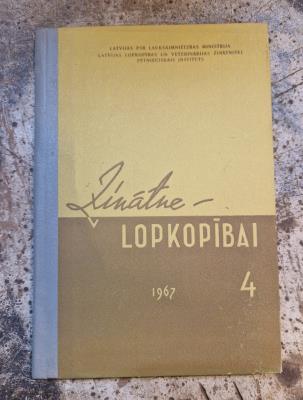 LATVIJAS PSR LAUKSAIMNIECĪBAS MINISTRIJA
LATVIJAS LOPKOPĪBAS UN VETERINĀRIJAS ZINĀTNISKI
PĒTNIECISKAIS INSTITŪTS
Zinātne –
LOPKOPĪBAI
1967 4